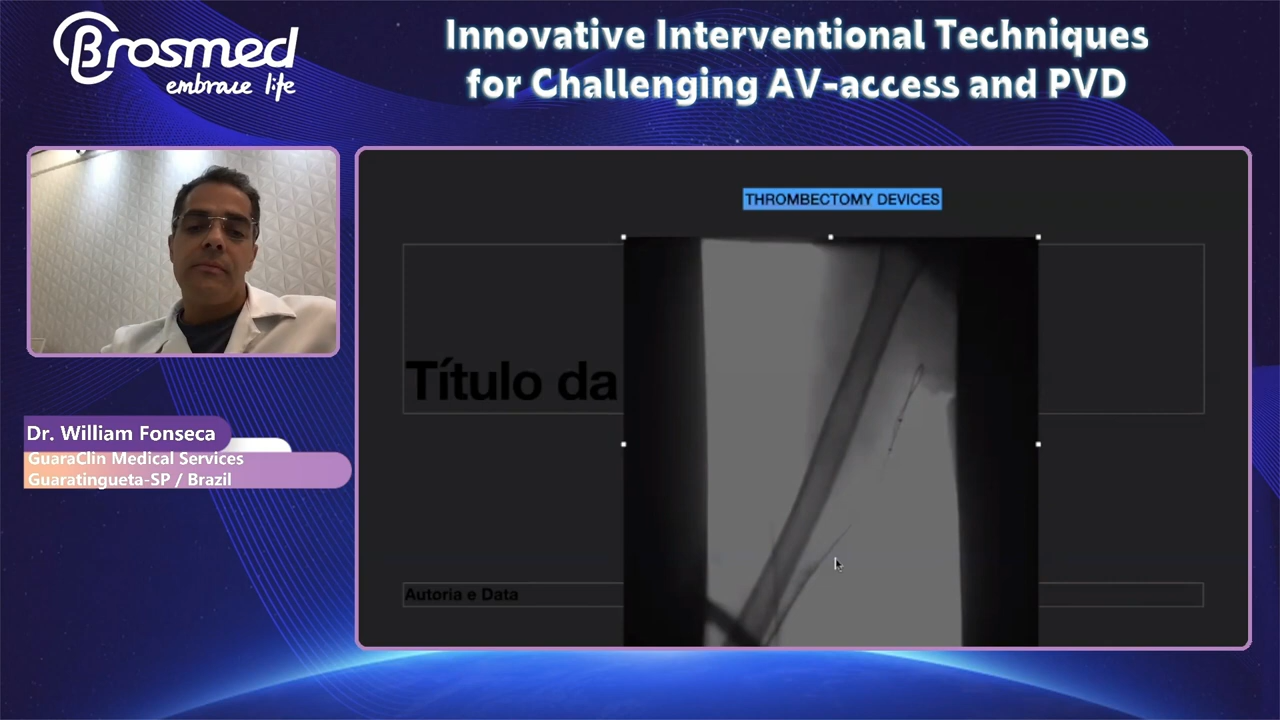 Brosmed
embrace life
Innovative Interventional Techniques
for Challenging AV-access and PVD
THROMBECTOMY DEVICES
Título da
Dr. William Fonseca
GuaraClin Medical Services
Guaratingueta-SP / Brazil
Autoria e Data